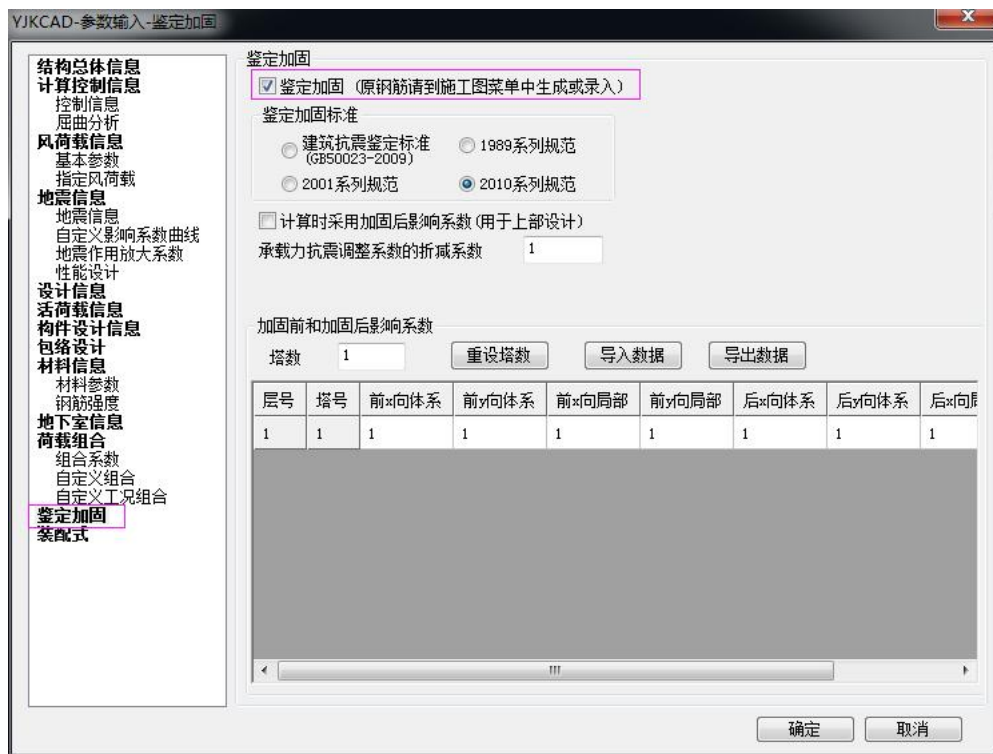 YJKCAD-参数输入-鉴定加固
结构总体信息
计算控制信息
控制信息
屈曲分析
风荷载信息
基本参数
指定风荷载
地震信息
地震信息
自定义影响系数曲线
地震作用放大系数
性能设计
设计信息
活荷载信息
构件设计信息
包络设计
材料信息
材料参数
钢筋强度
地下室信息
荷载组合
组合系数
自定义组合
自定义工况组合
鉴定加固
装配式
鉴定加固
鉴定加固 (原钢筋请到施工图菜单中生成或录入)
鉴定加固标准
建筑抗震鉴定标准
(GB50023-2009)
1989系列规范
2001系列规范
2010系列规范
计算时采用加固后影响系数(用于上部设计)
承载力抗震调整系数的折减系数 1
加固前和加固后影响系数
塔数 1 重设塔数 导入数据 导出数据
层号 塔号 前x向体系 前y向体系 前x向局部 前y向局部 后x向体系 后y向体系 后x向
1 1 1 1 1 1 1 1 1
确定 取消